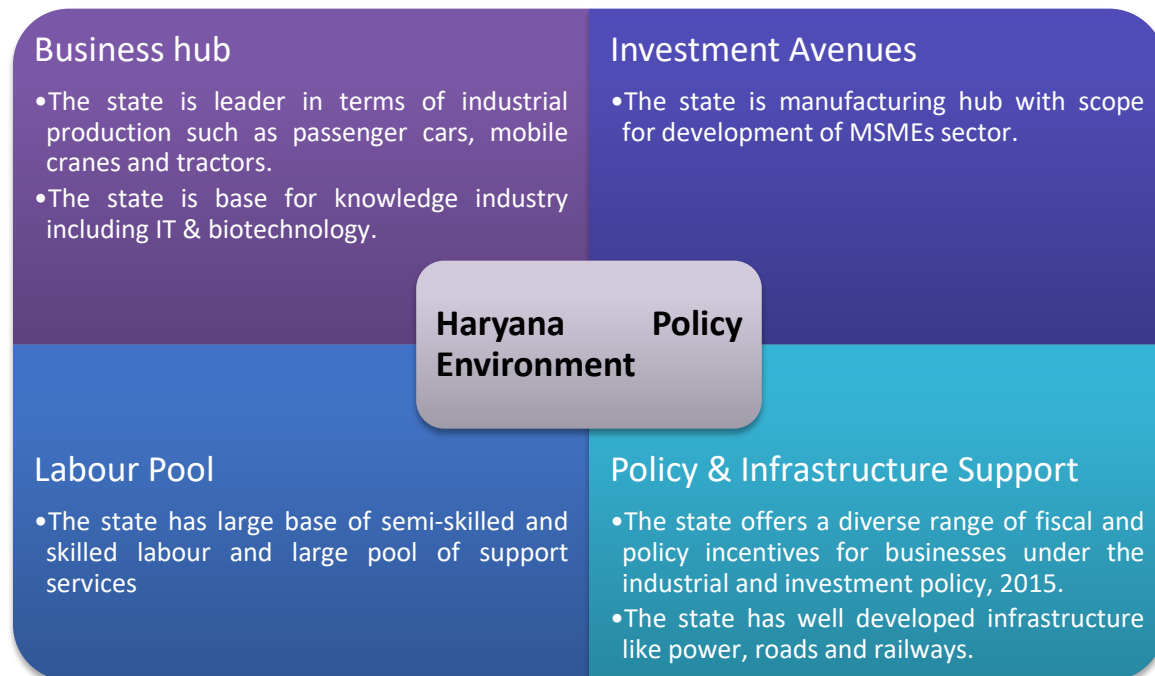 Business hub
•The state is leader in terms of industrial
production such as passenger cars, mobile
cranes and tractors.
•The state is base for knowledge industry
including IT & biotechnology.
Investment Avenues
•The state is manufacturing hub with scope
for development of MSMEs sector.
Haryana Policy
Environment
Labour Pool
•The state has large base of semi-skilled and
skilled labour and large pool of support
services
Policy & Infrastructure Support
•The state offers a diverse range of fiscal and
policy incentives for businesses under the
industrial and investment policy, 2015.
•The state has well developed infrastructure
like power, roads and railways.